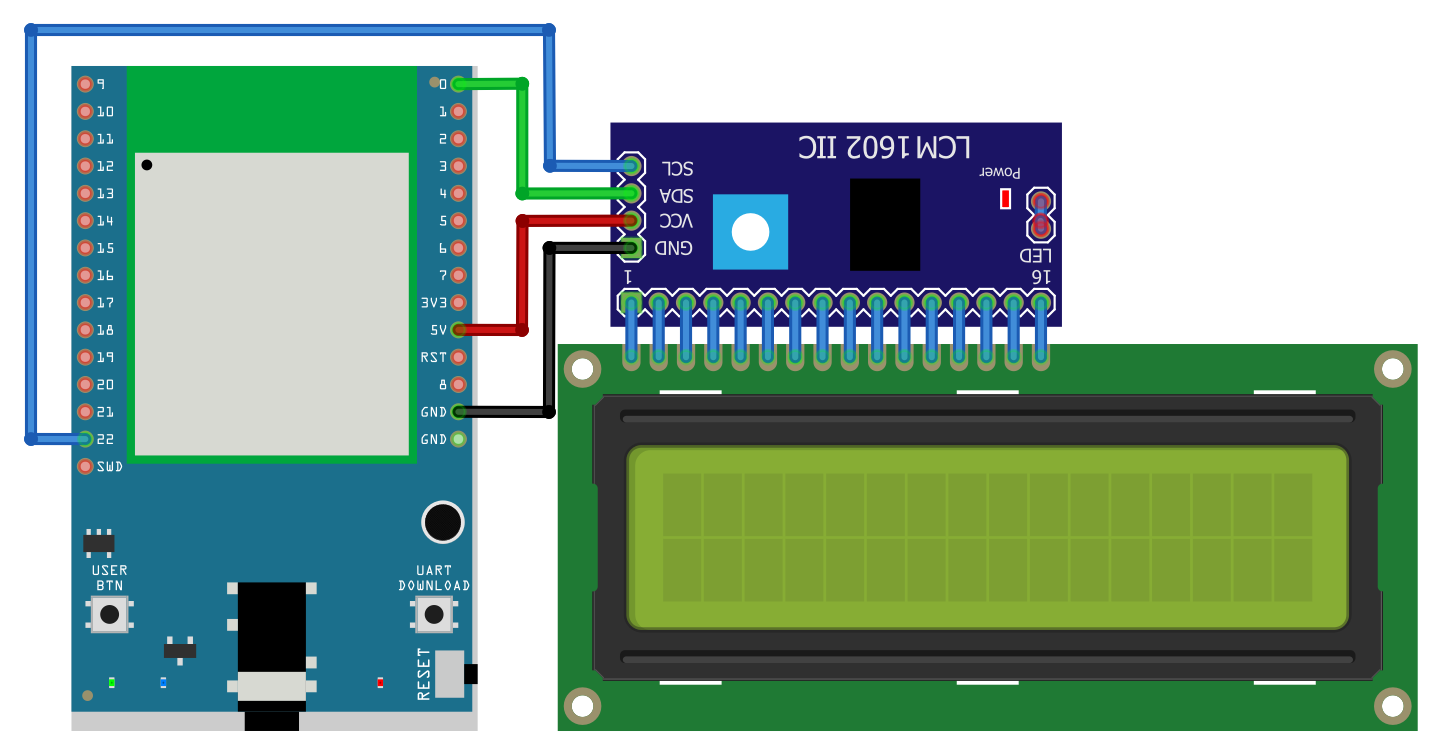 9
10
11
12
13
14
15
16
17
18
19
20
21
22
SWD
0
1
2
3
4
5
6
7
3V3
5V
RST
8
GND
GND
USER
BTN
UART
DOWNLOAD
RESET
LCM1602 IIC
SCL
SDA
VCC
GND
Power
LED
1
16